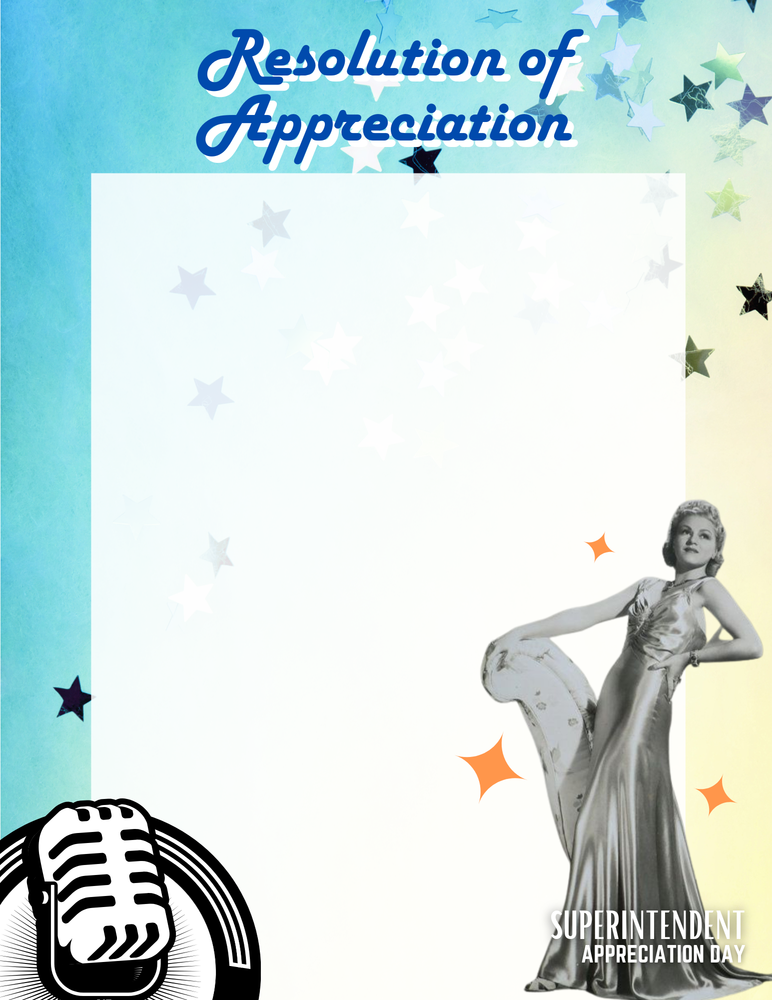 Resolution of
Appreciation
SUPERINTENDENT
APPRECIATION DAY